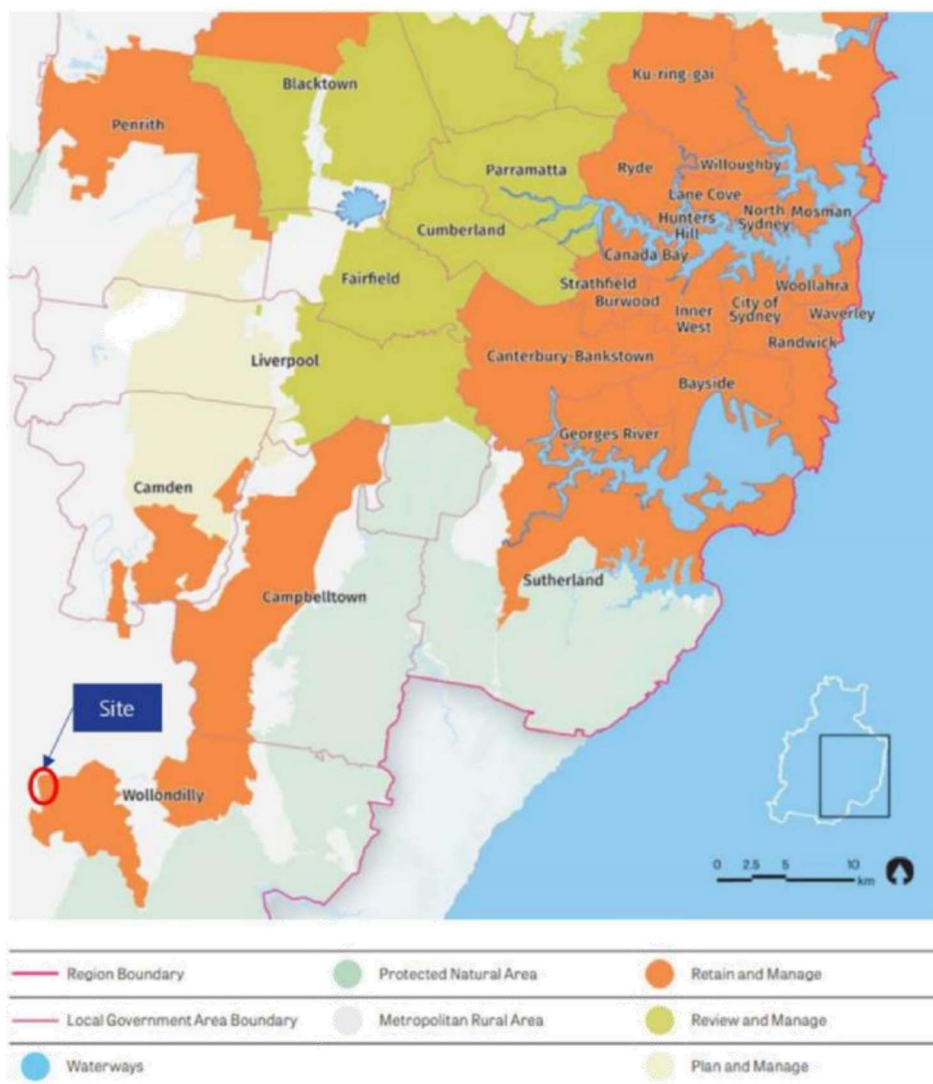 Ku-ring-gai
Blacktown
Penrith
Parramatta
Ryde
Willoughby
Lane Cove
Hunters
Hill
North
Sydney
Mosman
Cumberland
Canada Bay
Fairfield
Strathfield
Burwood
Woollahra
Inner
West
City of
Sydney
Waverley
Randwick
Liverpool
Canterbury-Bankstown
Bayside
Georges River
Camden
Sutherland
Campbelltown
Site
Wollondilly
0 2.5 5 10
km
Region Boundary
Protected Natural Area
Retain and Manage
Local Government Area Boundary
Metropolitan Rural Area
Review and Manage
Waterways
Plan and Manage